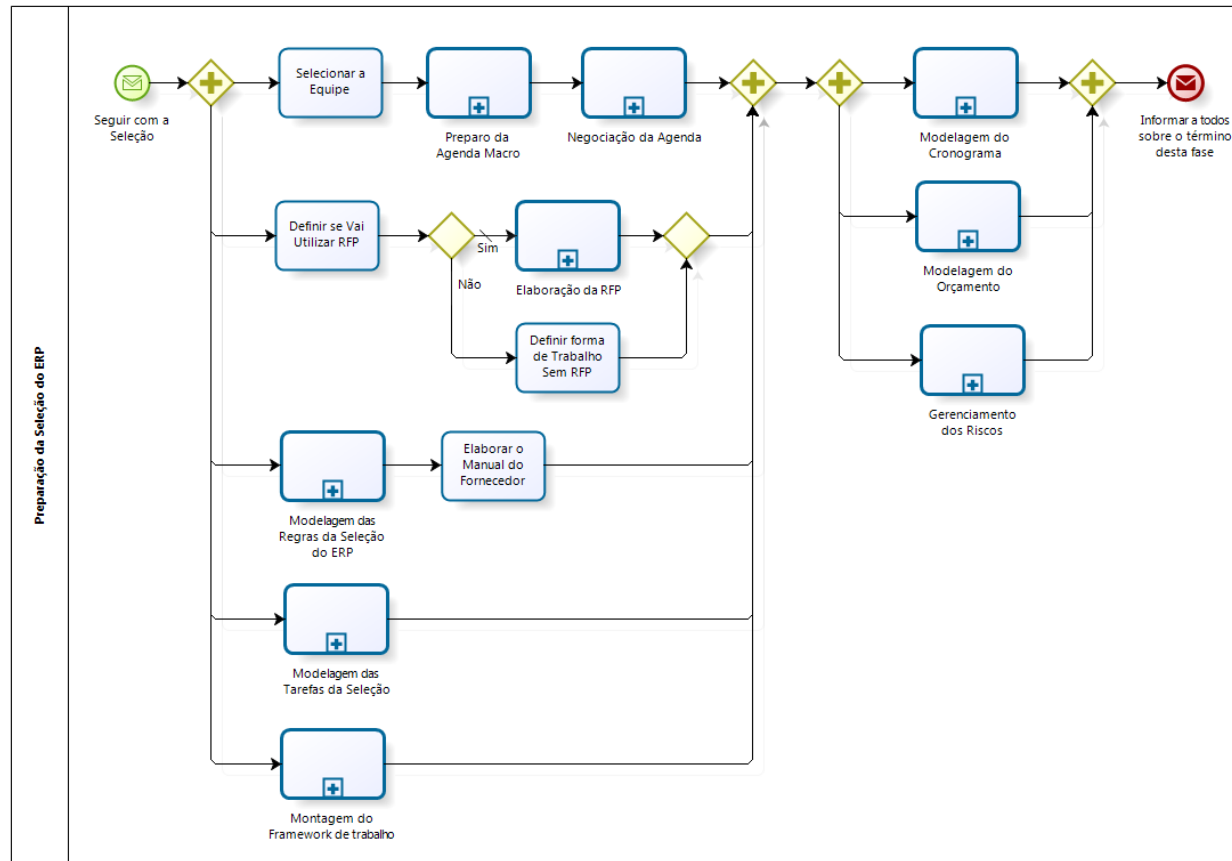 Preparação da Seleção do ERP
Seguir com a
Seleção
Selecionar a
Equipe
Preparo da
Agenda Macro
Negociação da Agenda
Modelagem do
Cronograma
Informar a todos
sobre o término
desta fase
Definir se Vai
Utilizar RFP
Sim
Não
Elaboração da RFP
Definir forma
de Trabalho
Sem RFP
Modelagem do
Orçamento
Gerenciamento
dos Riscos
Modelagem das
Regras da Seleção
do ERP
Elaborar o
Manual do
Fornecedor
Modelagem das
Tarefas da Seleção
Montagem do
Framework de trabalho